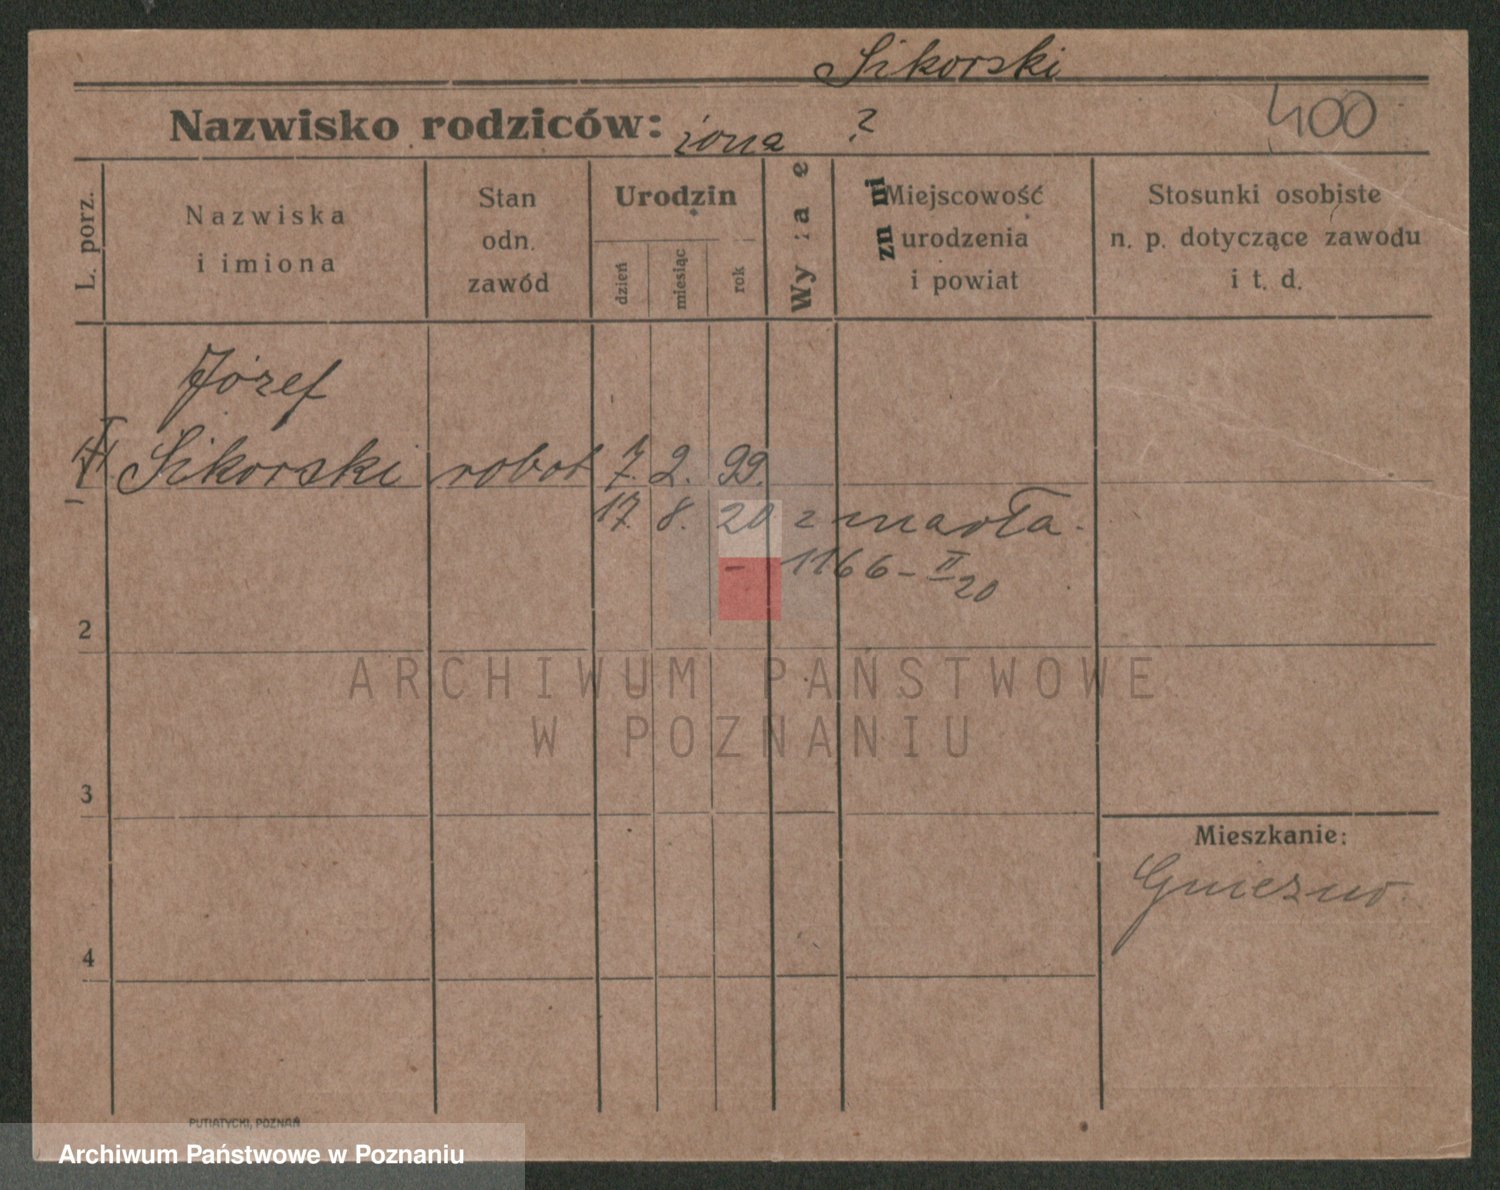 Sikorski
Nazwisko rodziców: żona ?
400
L. porz.
Nazwiska
i imiona
Stan
odn.
zawód
Urodzin
dzień
miesiąc
rok
Miejscowość
urodzenia
i powiat
Stosunki osobiste
n. p. dotyczące zawodu
i t. d.
Józef
Sikorski robot 7. 2. 99.
17. 8. 20 zmarła.
- 1166 - II
20
2
ARCHIWUM PAŃSTWOWE
W POZNANIU
3
Mieszkanie:
Gniezno.
4
PUTIATYCKI, POZNAŃ
Archiwum Państwowe w Poznaniu